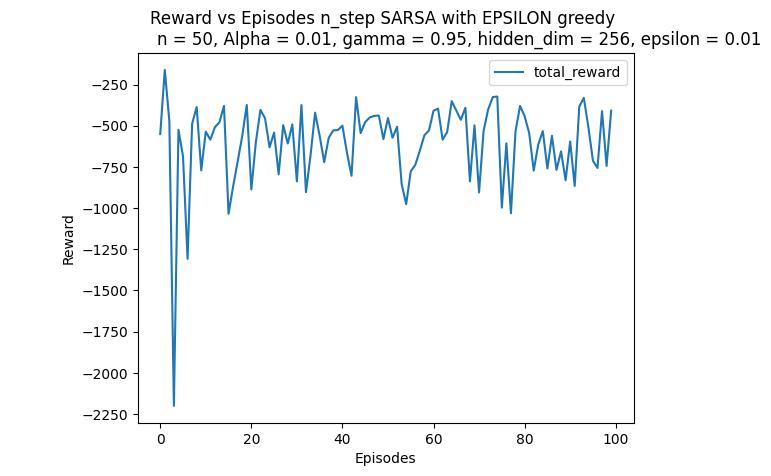 Reward vs Episodes n_step SARSA with EPSILON greedy
n = 50, Alpha = 0.01, gamma = 0.95, hidden_dim = 256, epsilon = 0.01
total_reward
−250
−500
−750
−1000
−1250
−1500
−1750
−2000
−2250
Reward
0 20 40 60 80 100
Episodes